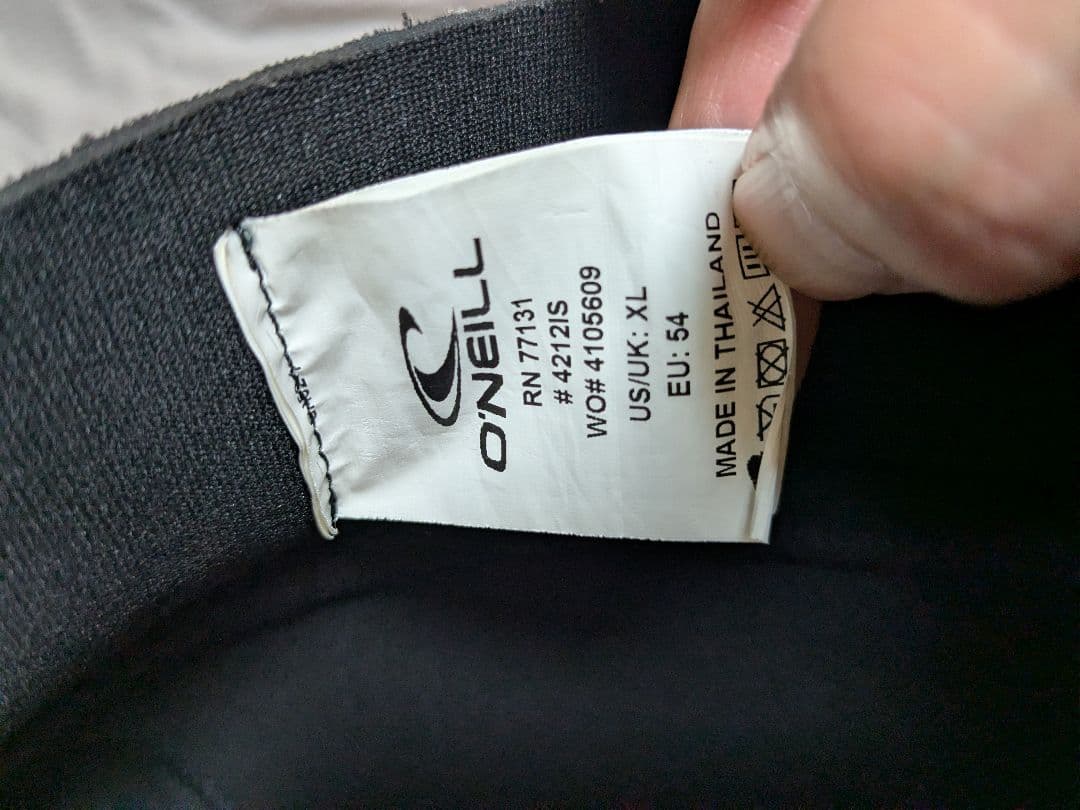 O'NEILL
RN 77131
# 4212IS
WO# 4105609
US/UK: XL
EU: 54
MADE IN THAILAND